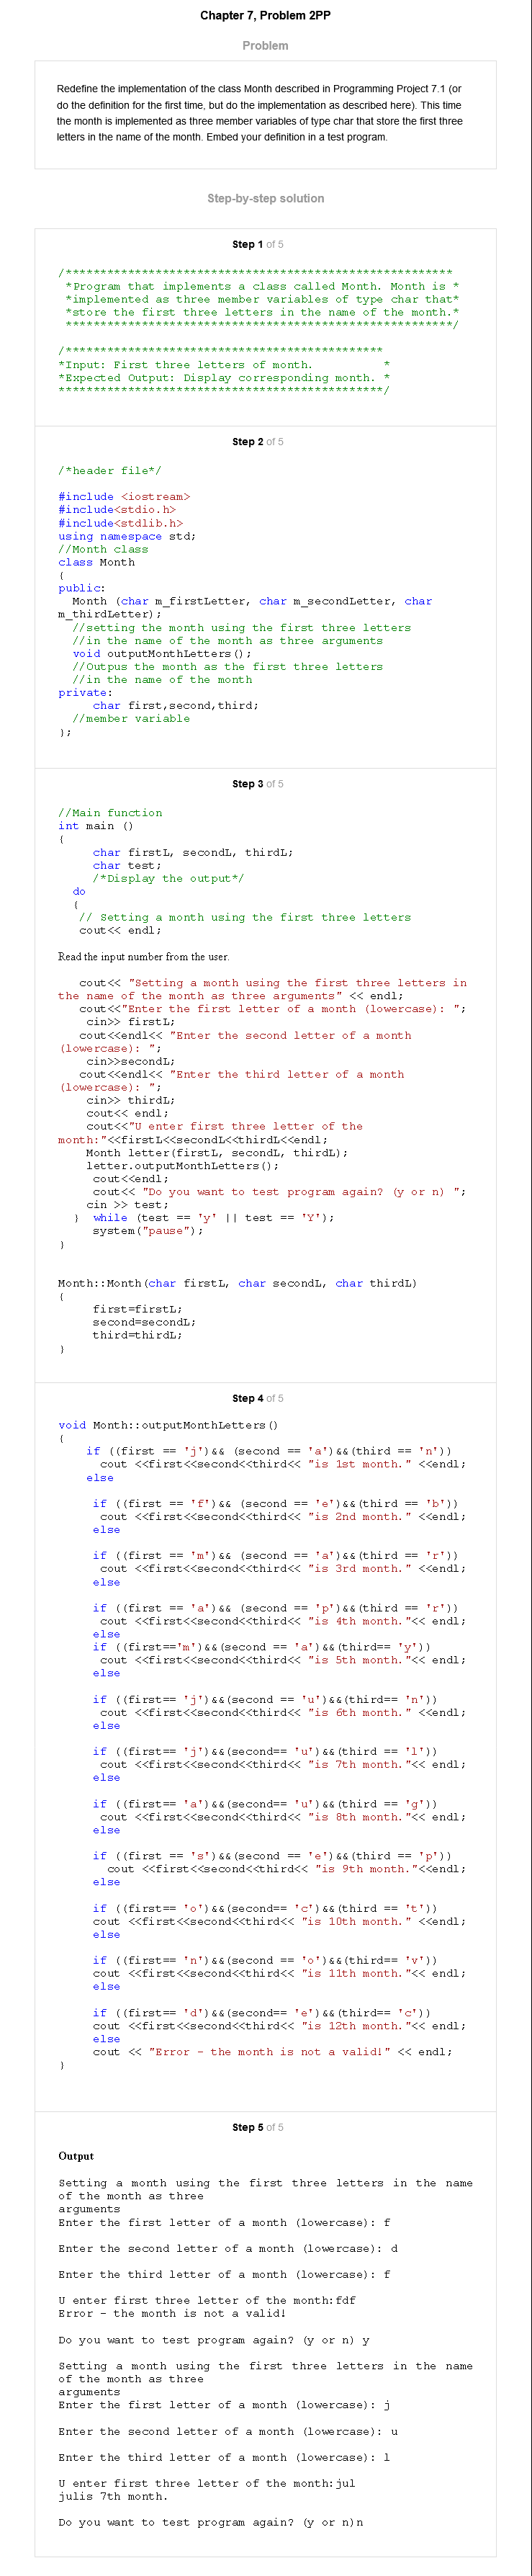 Chapter 7, Problem 2PP
Problem
Redefine the implementation of the class Month described in Programming Project 7.1 (or
do the definition for the first time, but do the implementation as described here). This time
the month is implemented as three member variables of type char that store the first three
letters in the name of the month. Embed your definition in a test program.
Step-by-step solution
Step 1 of 5
/********************************************************
*Program that implements a class called Month. Month is *
*implemented as three member variables of type char that*
*store the first three letters in the name of the month.*
********************************************************/
/**********************************************
*Input: First three letters of month. *
*Expected Output: Display corresponding month. *
***********************************************/
Step 2 of 5
/*header file*/
#include <iostream>
#include<stdio.h>
#include<stdlib.h>
using namespace std;
//Month class
class Month
{
public:
Month (char m_firstLetter, char m_secondLetter, char
m_thirdLetter);
//setting the month using the first three letters
//in the name of the month as three arguments
void outputMonthLetters();
//Outpus the month as the first three letters
//in the name of the month
private:
char first,second,third;
//member variable
};
Step 3 of 5
//Main function
int main ()
{
char firstL, secondL, thirdL;
char test;
/*Display the output*/
do
{
// Setting a month using the first three letters
cout<< endl;
Read the input number from the user.
cout<< "Setting a month using the first three letters in
the name of the month as three arguments" << endl;
cout<<"Enter the first letter of a month (lowercase): ";
cin>> firstL;
cout<<endl<< "Enter the second letter of a month
(lowercase): ";
cin>>secondL;
cout<<endl<< "Enter the third letter of a month
(lowercase): ";
cin>> thirdL;
cout<< endl;
cout<<"U enter first three letter of the
month:"<<firstL<<secondL<<thirdL<<endl;
Month letter(firstL, secondL, thirdL);
letter.outputMonthLetters();
cout<<endl;
cout<< "Do you want to test program again? (y or n) ";
cin >> test;
} while (test == 'y' || test == 'Y');
system("pause");
}
Month::Month(char firstL, char secondL, char thirdL)
{
first=firstL;
second=secondL;
third=thirdL;
}
Step 4 of 5
void Month::outputMonthLetters()
{
if ((first == 'j')&& (second == 'a')&&(third == 'n'))
cout <<first<<second<<third<< "is 1st month." <<endl;
else
if ((first == 'f')&& (second == 'e')&&(third == 'b'))
cout <<first<<second<<third<< "is 2nd month." <<endl;
else
if ((first == 'm')&& (second == 'a')&&(third == 'r'))
cout <<first<<second<<third<< "is 3rd month." <<endl;
else
if ((first == 'a')&& (second == 'p')&&(third == 'r'))
cout <<first<<second<<third<< "is 4th month."<< endl;
else
if ((first=='m')&&(second == 'a')&&(third== 'y'))
cout <<first<<second<<third<< "is 5th month."<< endl;
else
if ((first== 'j')&&(second == 'u')&&(third== 'n'))
cout <<first<<second<<third<< "is 6th month." <<endl;
else
if ((first== 'j')&&(second== 'u')&&(third == 'l'))
cout <<first<<second<<third<< "is 7th month."<< endl;
else
if ((first== 'a')&&(second== 'u')&&(third == 'g'))
cout <<first<<second<<third<< "is 8th month."<< endl;
else
if ((first == 's')&&(second == 'e')&&(third == 'p'))
cout <<first<<second<<third<< "is 9th month."<<endl;
else
if ((first== 'o')&&(second== 'c')&&(third == 't'))
cout <<first<<second<<third<< "is 10th month." <<endl;
else
if ((first== 'n')&&(second == 'o')&&(third== 'v'))
cout <<first<<second<<third<< "is 11th month."<< endl;
else
if ((first== 'd')&&(second== 'e')&&(third== 'c'))
cout <<first<<second<<third<< "is 12th month."<< endl;
else
cout << "Error - the month is not a valid!" << endl;
}
Step 5 of 5
Output
Setting a month using the first three letters in the name
of the month as three
arguments
Enter the first letter of a month (lowercase): f
Enter the second letter of a month (lowercase): d
Enter the third letter of a month (lowercase): f
U enter first three letter of the month:fdf
Error - the month is not a valid!
Do you want to test program again? (y or n) y
Setting a month using the first three letters in the name
of the month as three
arguments
Enter the first letter of a month (lowercase): j
Enter the second letter of a month (lowercase): u
Enter the third letter of a month (lowercase): l
U enter first three letter of the month:jul
julis 7th month.
Do you want to test program again? (y or n)n